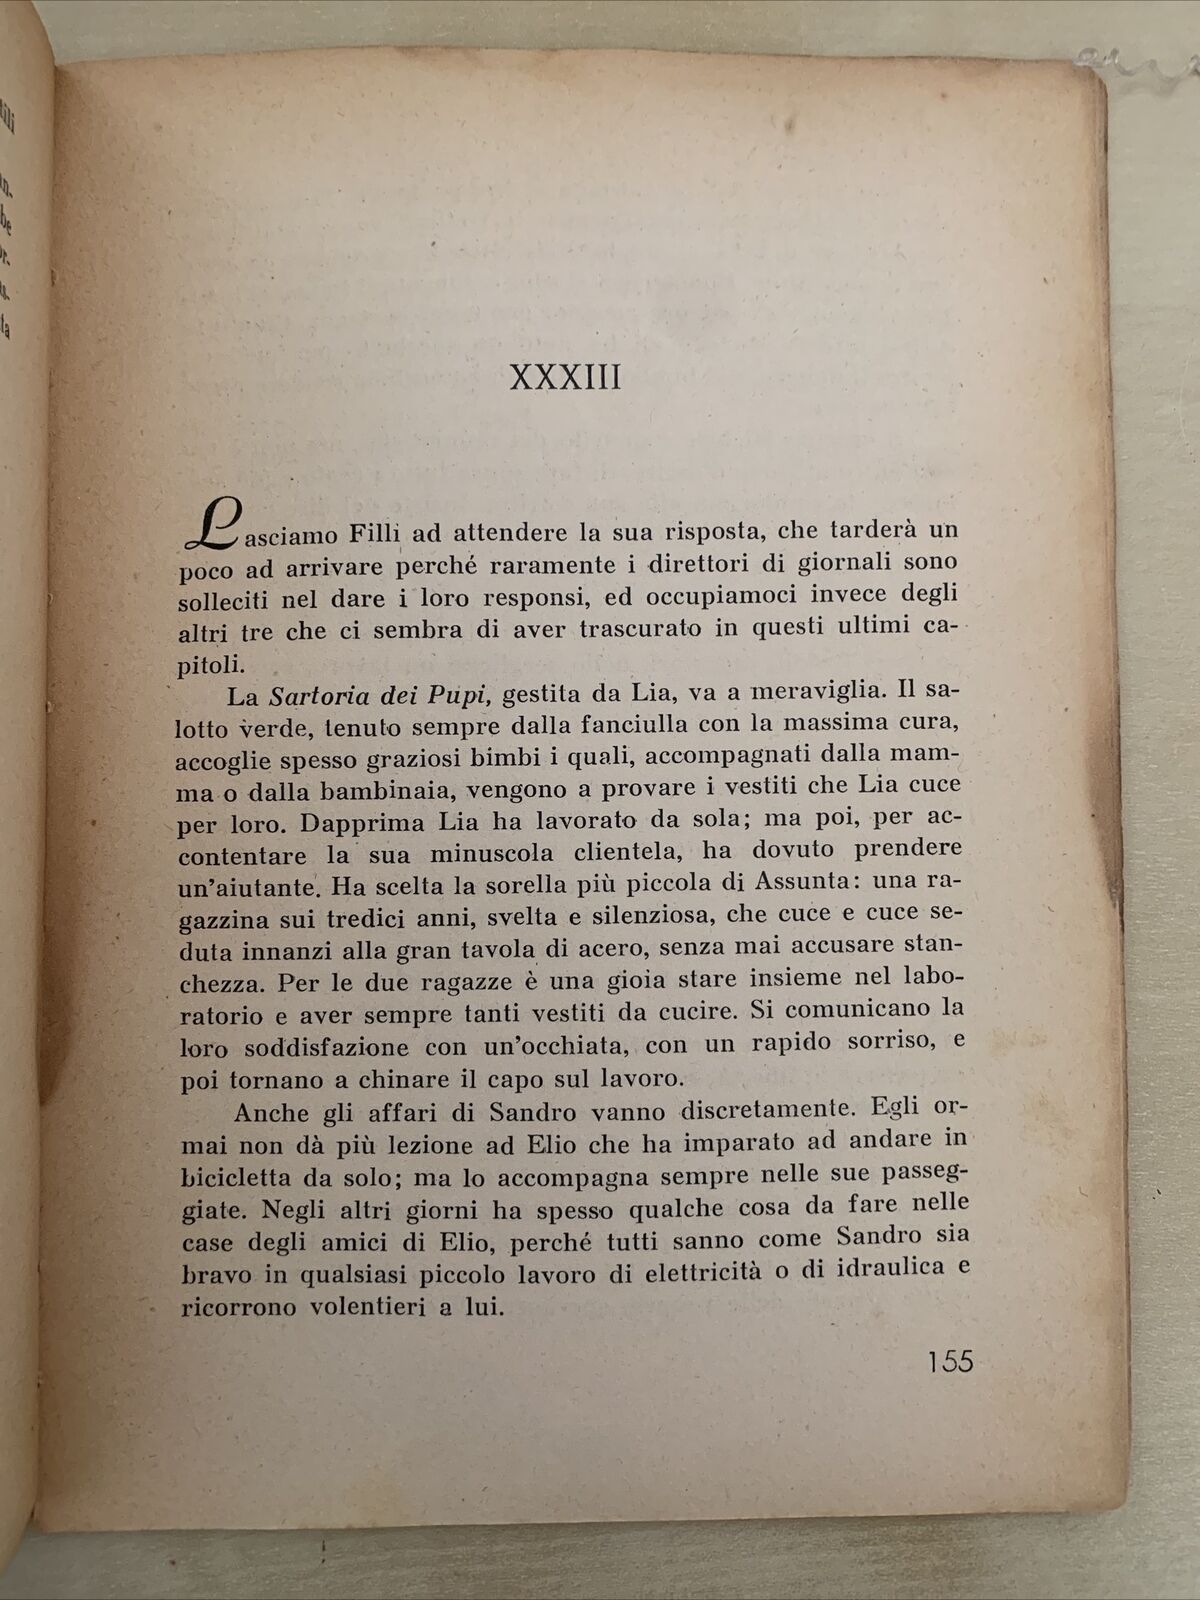 XXXIII
Lasciamo Filli ad attendere la sua risposta, che tarderà un
poco ad arrivare perché raramente i direttori di giornali sono
solleciti nel dare i loro responsi, ed occupiamoci invece degli
altri tre che ci sembra di aver trascurato in questi ultimi ca-
pitoli.
La Sartoria dei Pupi, gestita da Lia, va a meraviglia. Il sa-
lotto verde, tenuto sempre dalla fanciulla con la massima cura,
accoglie spesso graziosi bimbi i quali, accompagnati dalla mam-
ma o dalla bambinaia, vengono a provare i vestiti che Lia cuce
per loro. Dapprima Lia ha lavorato da sola; ma poi, per ac-
contentare la sua minuscola clientela, ha dovuto prendere
un'aiutante. Ha scelta la sorella più piccola di Assunta: una ra-
gazzina sui tredici anni, svelta e silenziosa, che cuce e cuce se-
duta innanzi alla gran tavola di acero, senza mai accusare stan-
chezza. Per le due ragazze è una gioia stare insieme nel labo-
ratorio e aver sempre tanti vestiti da cucire. Si comunicano la
loro soddisfazione con un'occhiata, con un rapido sorriso, e
poi tornano a chinare il capo sul lavoro.
Anche gli affari di Sandro vanno discretamente. Egli or-
mai non dà più lezione ad Elio che ha imparato ad andare in
bicicletta da solo; ma lo accompagna sempre nelle sue passeg-
giate. Negli altri giorni ha spesso qualche cosa da fare nelle
case degli amici di Elio, perché tutti sanno come Sandro sia
bravo in qualsiasi piccolo lavoro di elettricità o di idraulica e
ricorrono volentieri a lui.
155